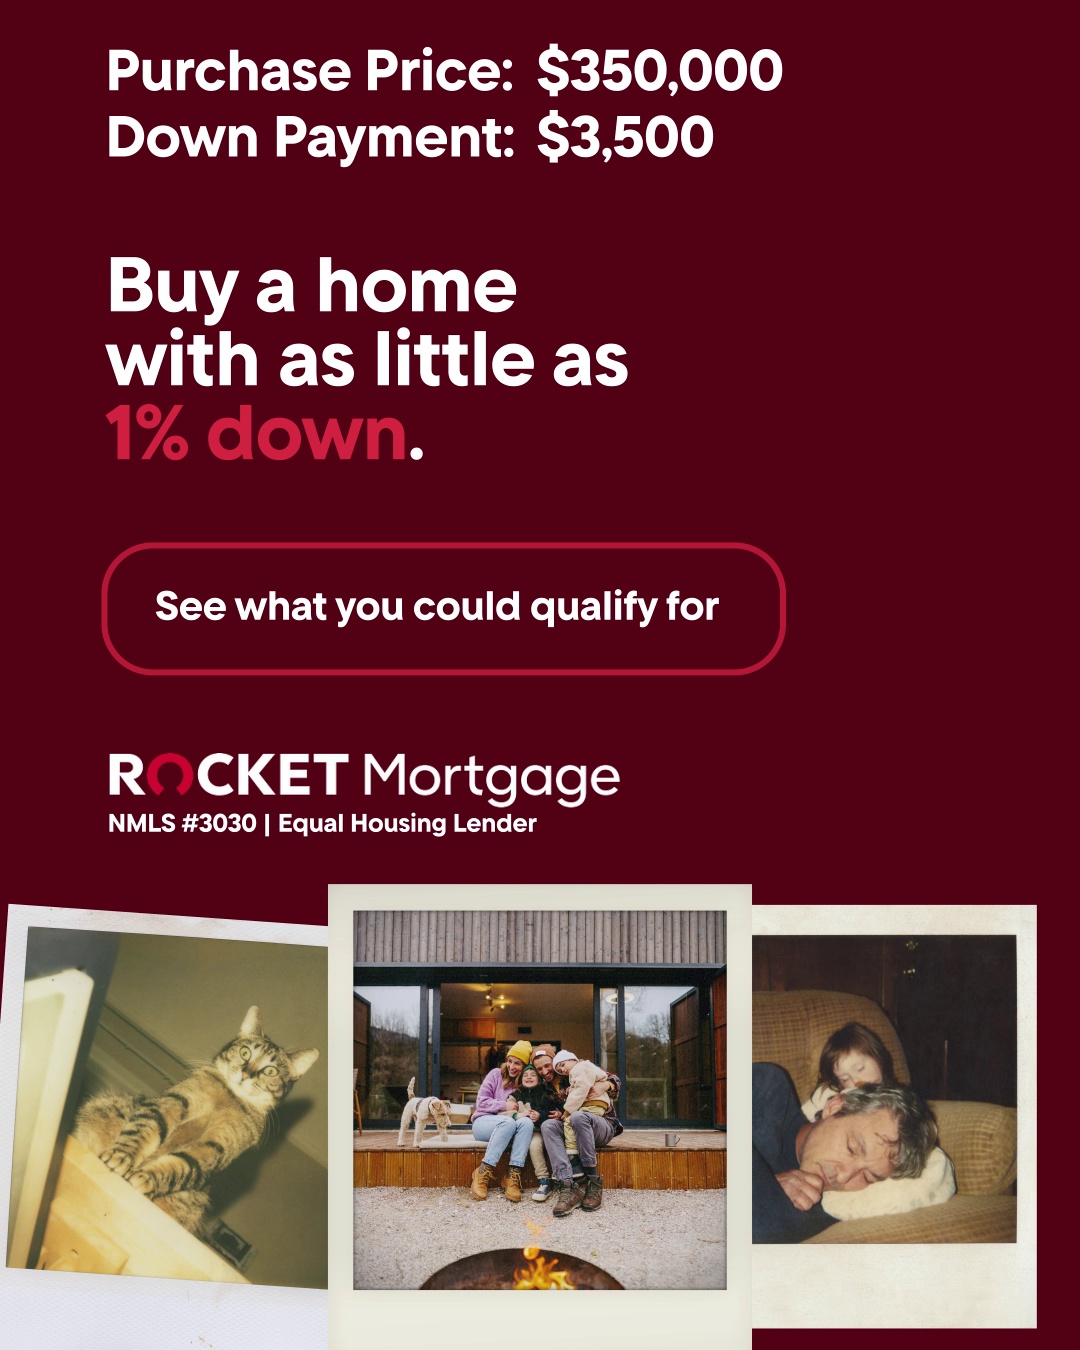 Purchase Price: $350,000
Down Payment: $3,500
Buy a home
with as little as
1% down.
See what you could qualify for
ROCKET Mortgage
NMLS #3030 | Equal Housing Lender